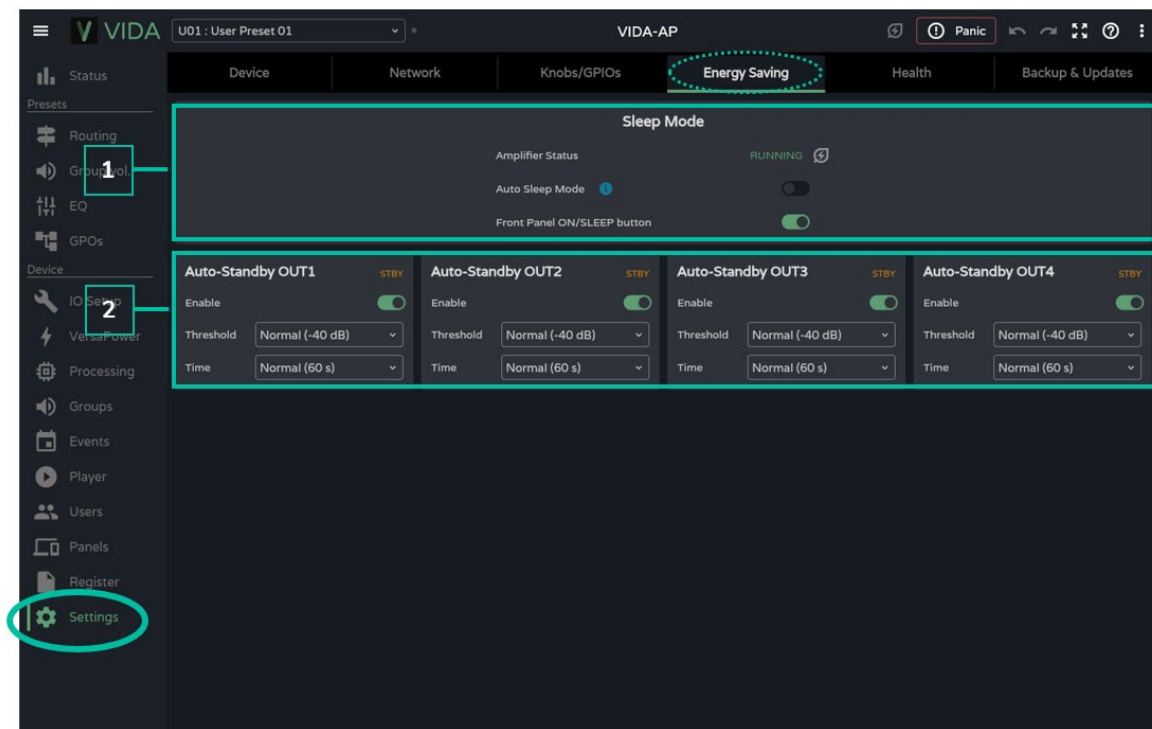 VIDA U01 : User Preset 01 VIDA-AP Panic
Status Device Network Knobs/GPIOs Energy Saving Health Backup & Updates
Presets
Sleep Mode
Routing
Amplifier Status RUNNING
1
Group vol.
Auto Sleep Mode
EQ
Front Panel ON/SLEEP button
GPOs
Device
Auto-Standby OUT1 STBY Auto-Standby OUT2 STBY Auto-Standby OUT3 STBY Auto-Standby OUT4 STBY
IO Setup
2
Enable Enable Enable Enable
VersaPower
Threshold Normal (-40 dB) Threshold Normal (-40 dB) Threshold Normal (-40 dB) Threshold Normal (-40 dB)
Processing
Time Normal (60 s) Time Normal (60 s) Time Normal (60 s) Time Normal (60 s)
Groups
Events
Player
Users
Panels
Register
Settings